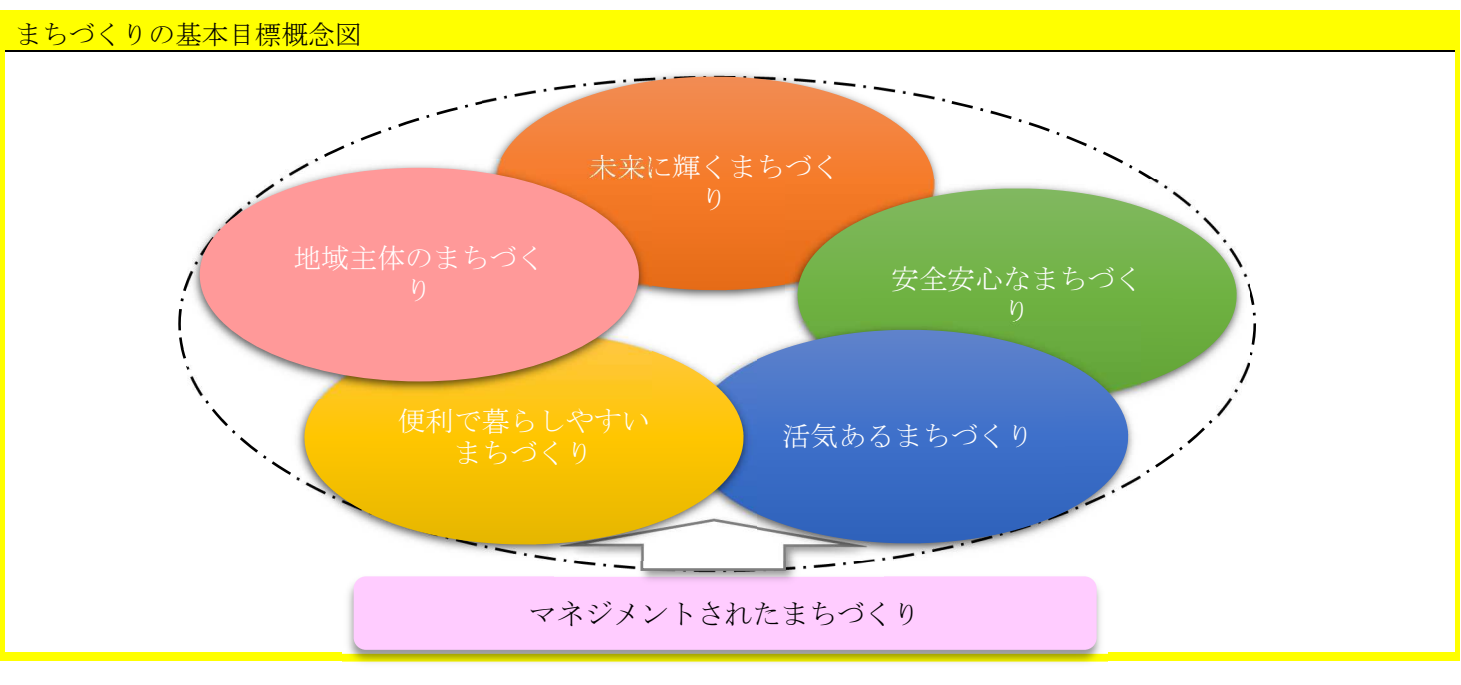 まちづくりの基本目標概念図
未来に輝くまちづく
り
地域主体のまちづく
り
安全安心なまちづく
り
便利で暮らしやすい
まちづくり
活気あるまちづくり
マネジメントされたまちづくり